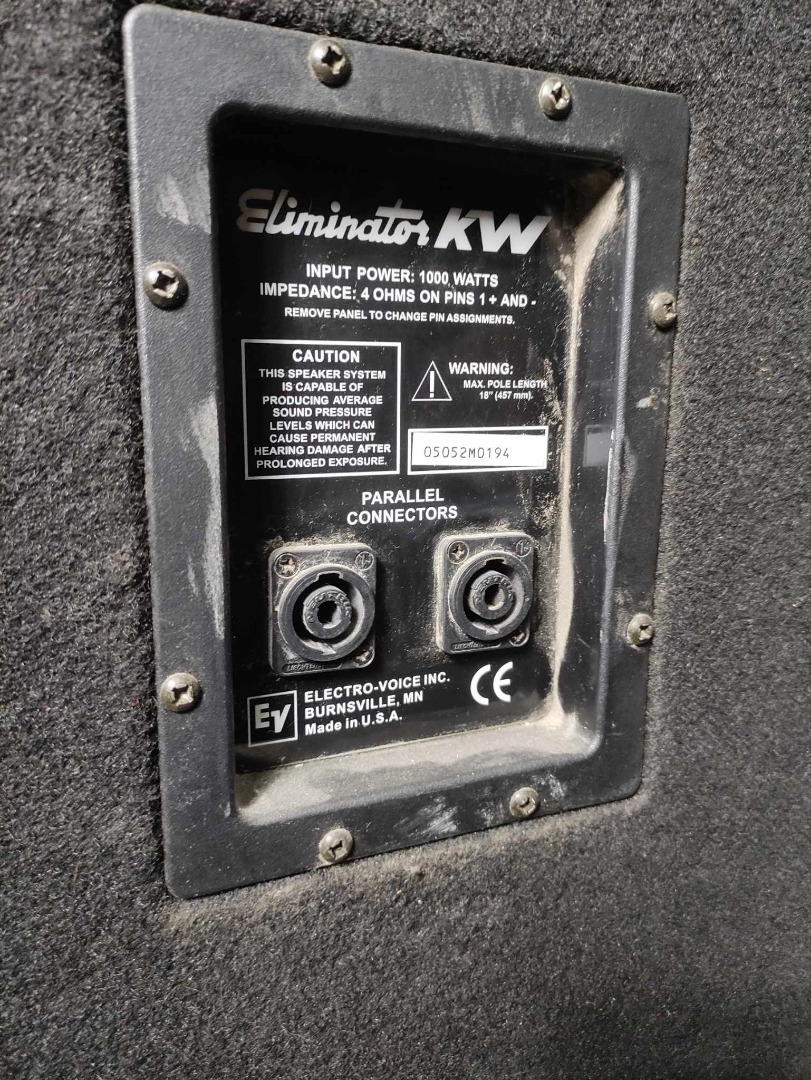 Eliminator KW
INPUT POWER: 1000 WATTS
IMPEDANCE: 4 OHMS ON PINS 1 + AND -
REMOVE PANEL TO CHANGE PIN ASSIGNMENTS.
CAUTION
THIS SPEAKER SYSTEM
IS CAPABLE OF
PRODUCING AVERAGE
SOUND PRESSURE
LEVELS WHICH CAN
CAUSE PERMANENT
HEARING DAMAGE AFTER
PROLONGED EXPOSURE.
WARNING:
MAX. POLE LENGTH
18" (457 mm).
05052M0194
PARALLEL
CONNECTORS
EV
ELECTRO-VOICE INC.
BURNSVILLE, MN
Made in U.S.A.
CE